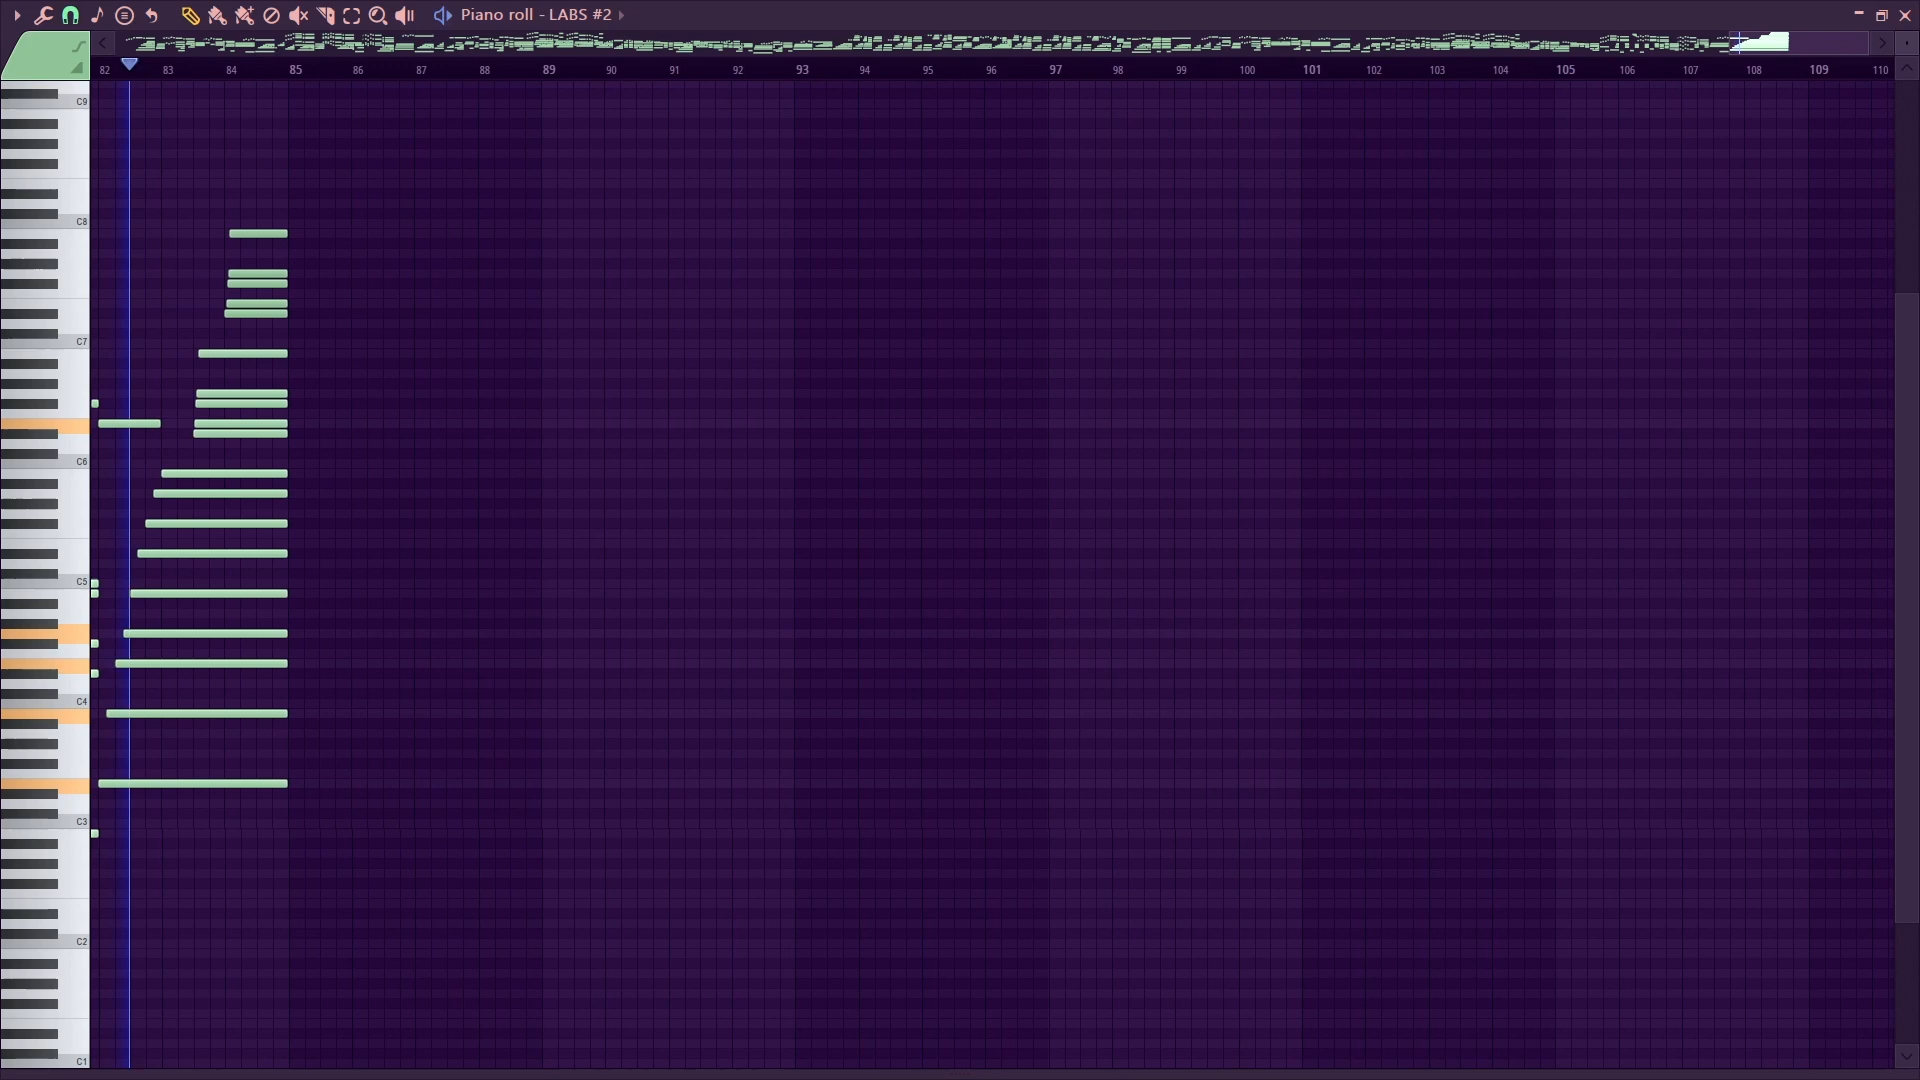 Piano roll - LABS #2
82 83 84 85 86 87 88 89 90 91 92 93 94 95 96 97 98 99 100 101 102 103 104 105 106 107 108 109 110
C9
C8
C7
C6
C5
C4
C3
C2
C1